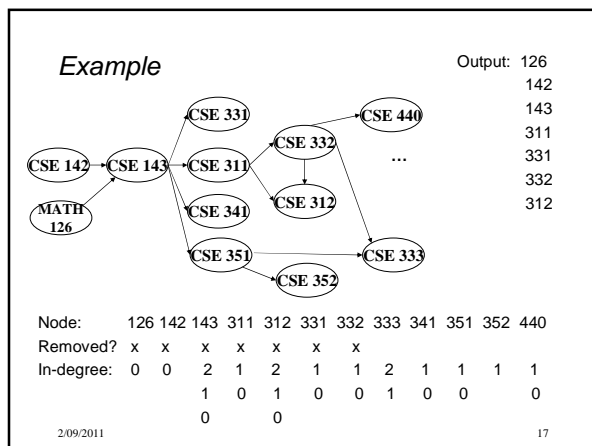 Example
Output: 126
142
143
311
331
332
312
CSE 331
CSE 440
CSE 332
CSE 142
CSE 143
CSE 311
...
MATH
126
CSE 341
CSE 312
CSE 351
CSE 333
CSE 352
Node: 126 142 143 311 312 331 332 333 341 351 352 440
Removed? x x x x x x x
In-degree: 0 0 2 1 2 1 1 2 1 1 1 1
1 0 1 0 0 1 0 0 0
0 0
2/09/2011 17